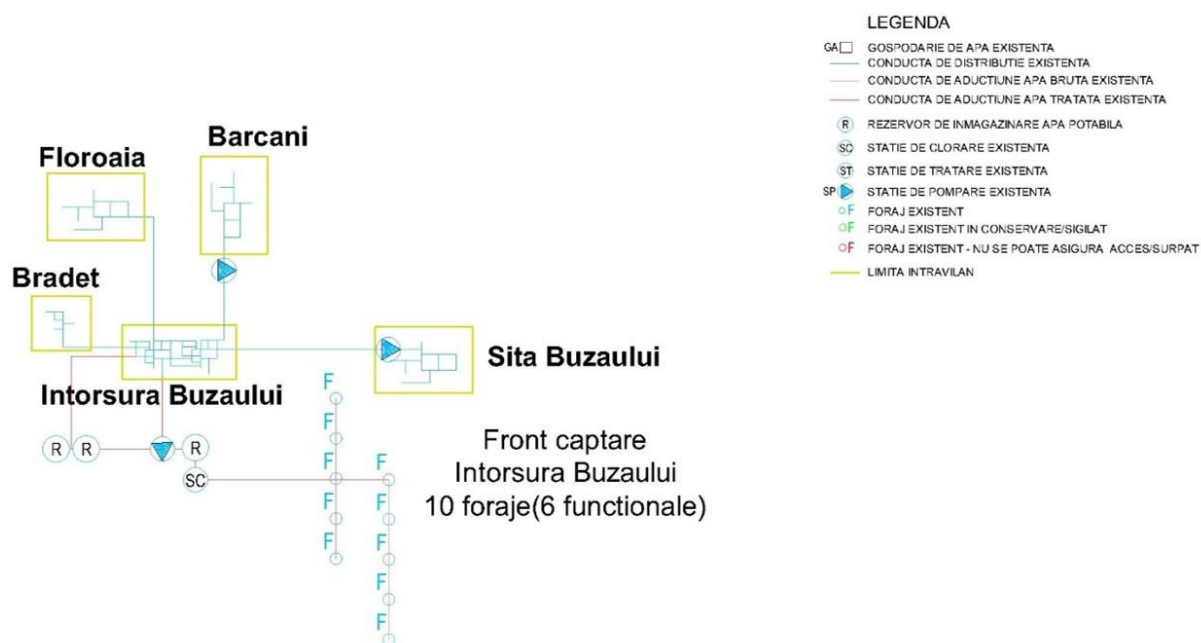 LEGENDA
GA GOSPODARIE DE APA EXISTENTA
CONDUCTA DE DISTRIBUTIE EXISTENTA
CONDUCTA DE ADUCTIUNE APA BRUTA EXISTENTA
CONDUCTA DE ADUCTIUNE APA TRATATA EXISTENTA
R REZERVOR DE INMAGAZINARE APA POTABILA
SC STATIE DE CLORARE EXISTENTA
ST STATIE DE TRATARE EXISTENTA
SP STATIE DE POMPARE EXISTENTA
F FORAJ EXISTENT
F FORAJ EXISTENT IN CONSERVARE/SIGILAT
F FORAJ EXISTENT - NU SE POATE ASIGURA ACCES/SURPAT
LIMITA INTRAVILAN
Barcani
Floroaia
Bradet
Sita Buzaului
Intorsura Buzaului
F
F
R R R
F F
SC
F F
F F
F
F
Front captare
Intorsura Buzaului
10 foraje(6 functionale)